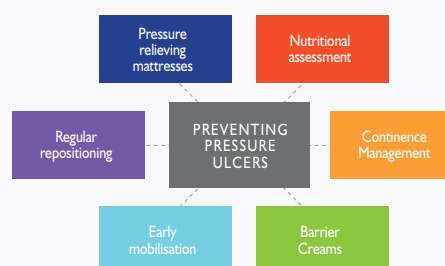 Pressure
relieving
mattresses
Nutritional
assessment
Regular
repositioning
PREVENTING
PRESSURE
ULCERS
Continence
Management
Early
mobilisation
Barrier
Creams